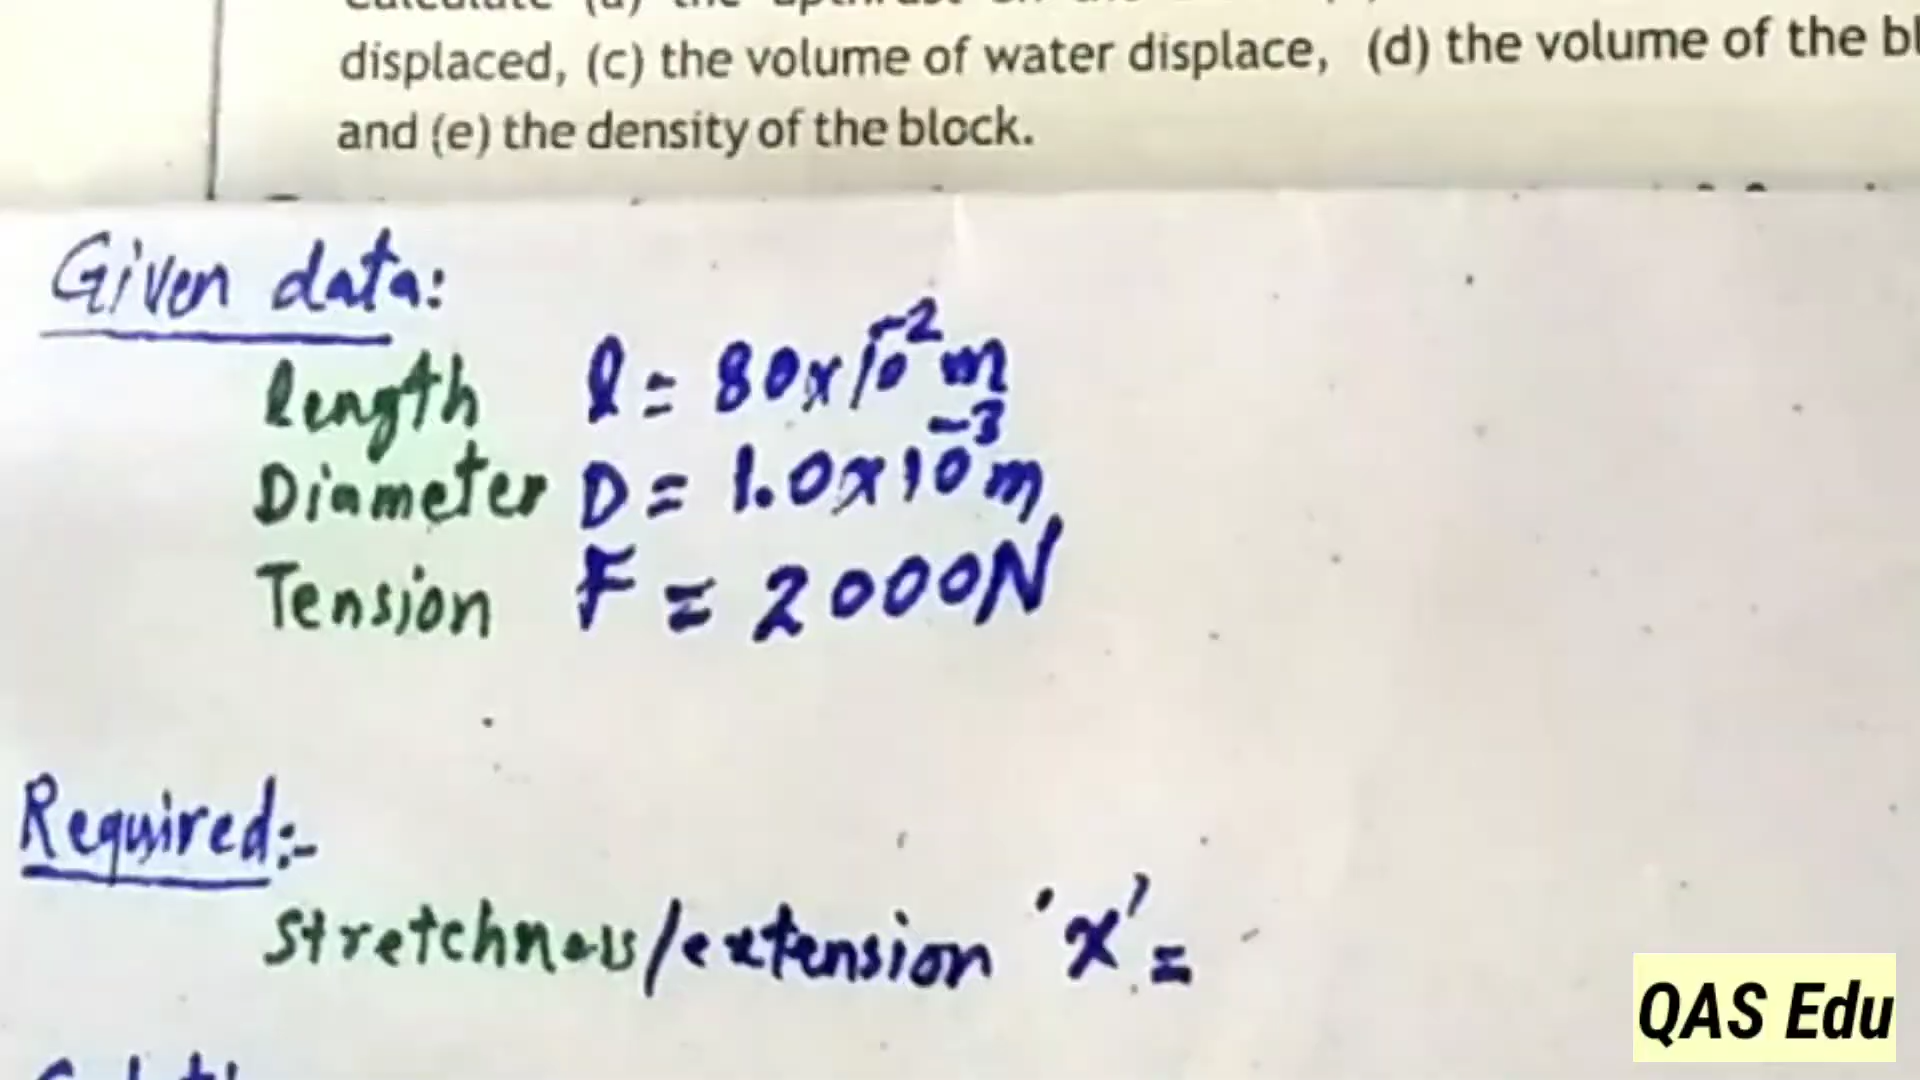 displaced, (c) the volume of water displace, (d) the volume of the bl
and (e) the density of the block.
Given data:
length l = 80x10⁻² m
Diameter D = 1.0x10⁻³ m
Tension F = 2000N
Required:-
stretchness/extension 'x' =
QAS Edu